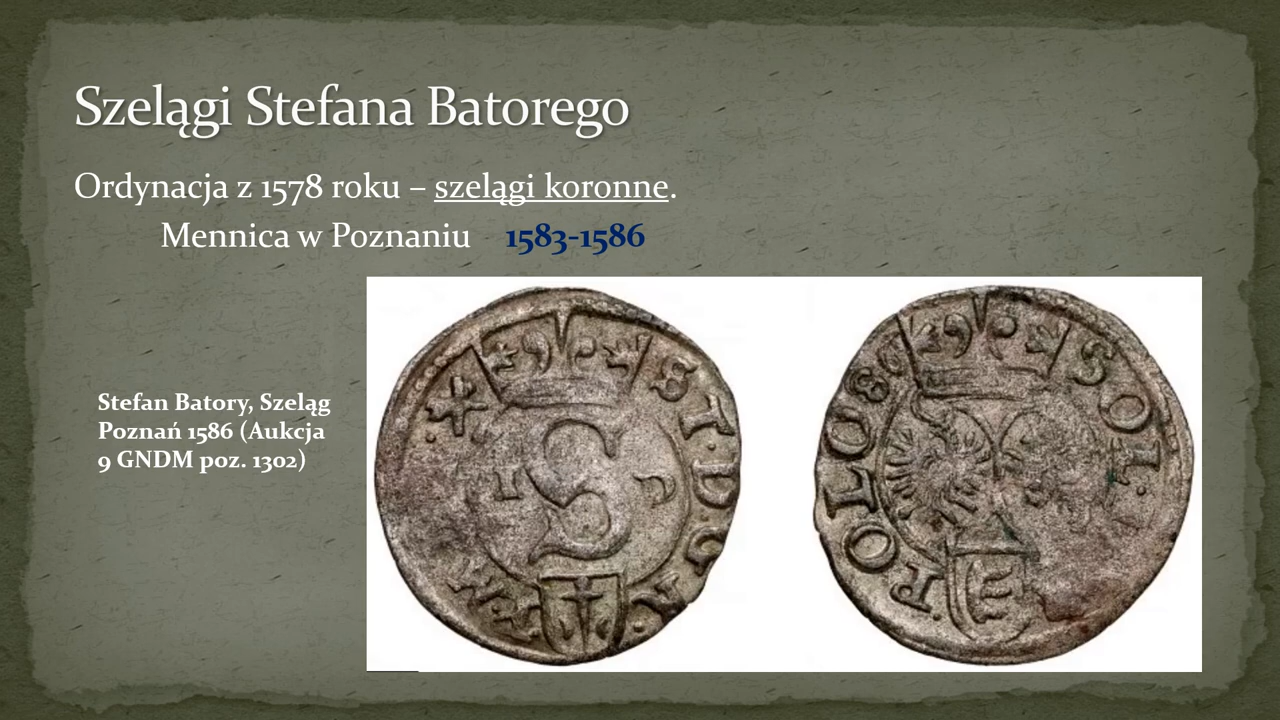 Szelągi Stefana Batorego
Ordynacja z 1578 roku – szelągi koronne.
Mennica w Poznaniu 1583-1586
Stefan Batory, Szeląg
Poznań 1586 (Aukcja
9 GNDM poz. 1302)
ST·D·G·R·
I S D
SOL·
·POLO86